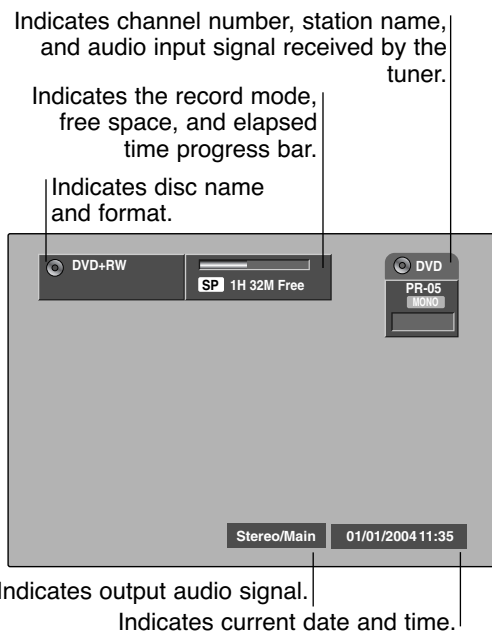 Indicates channel number, station name,
and audio input signal received by the
tuner.
Indicates the record mode,
free space, and elapsed
time progress bar.
Indicates disc name
and format.
DVD+RW
SP 1H 32M Free
DVD
PR-05
MONO
Stereo/Main
01/01/2004 11:35
Indicates output audio signal.
Indicates current date and time.